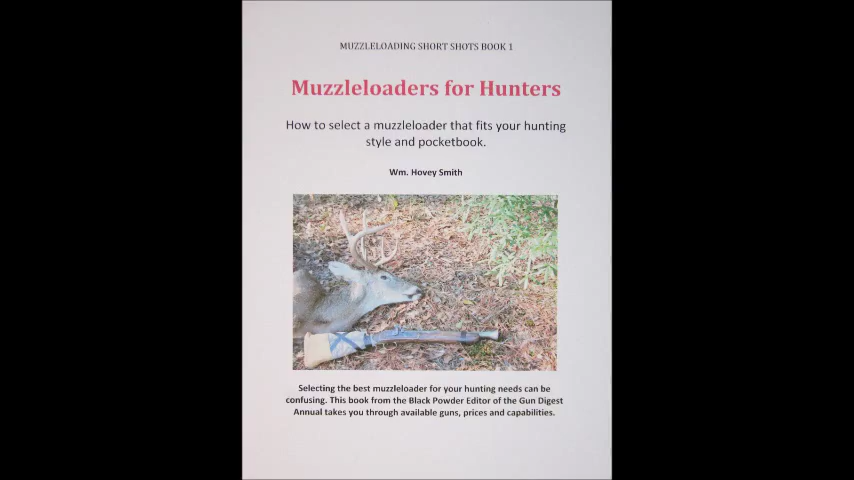 MUZZLELOADING SHORT SHOTS BOOK 1
Muzzleloaders for Hunters
How to select a muzzleloader that fits your hunting
style and pocketbook.
Wm. Hovey Smith
Selecting the best muzzleloader for your hunting needs can be
confusing. This book from the Black Powder Editor of the Gun Digest
Annual takes you through available guns, prices and capabilities.